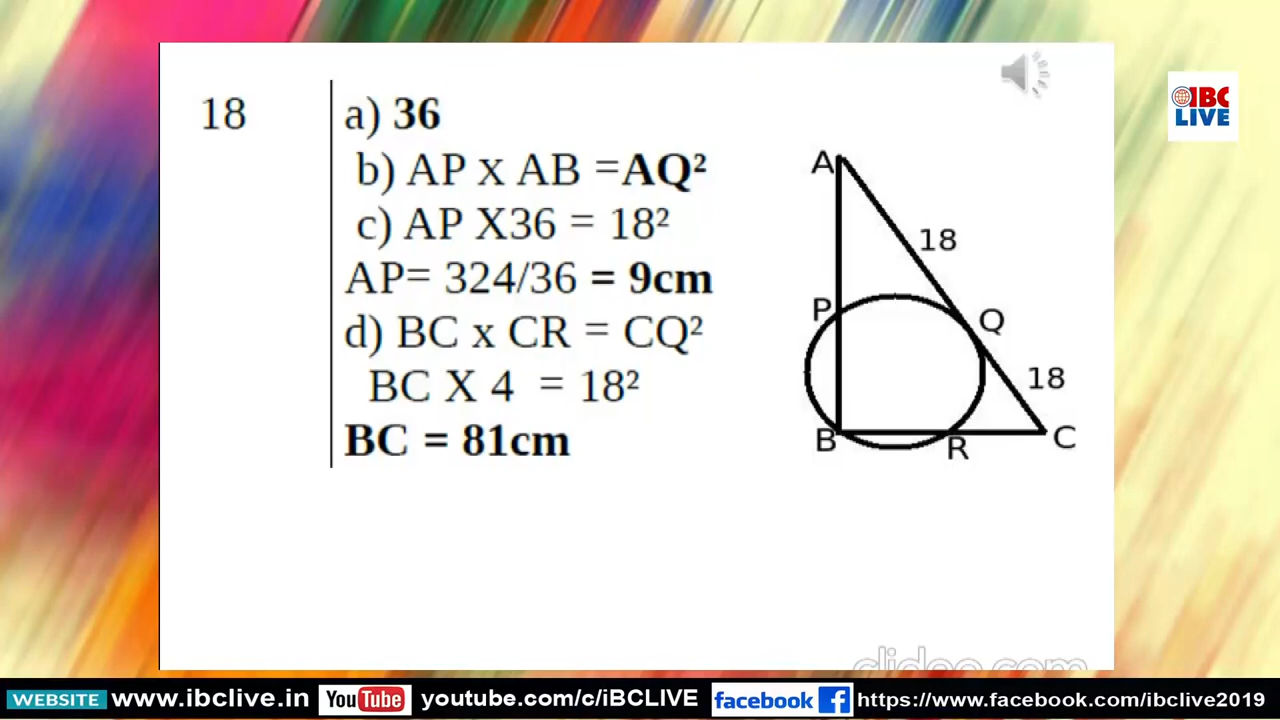 18
a) 36
b) AP x AB =AQ²
c) AP X36 = 18²
AP= 324/36 = 9cm
d) BC x CR = CQ²
BC X 4 = 18²
BC = 81cm
A
18
P
Q
18
B
R
C
IBC
LIVE
clideo.com
WEBSITE www.ibclive.in YouTube youtube.com/c/iBCLIVE facebook f https://www.facebook.com/ibclive2019